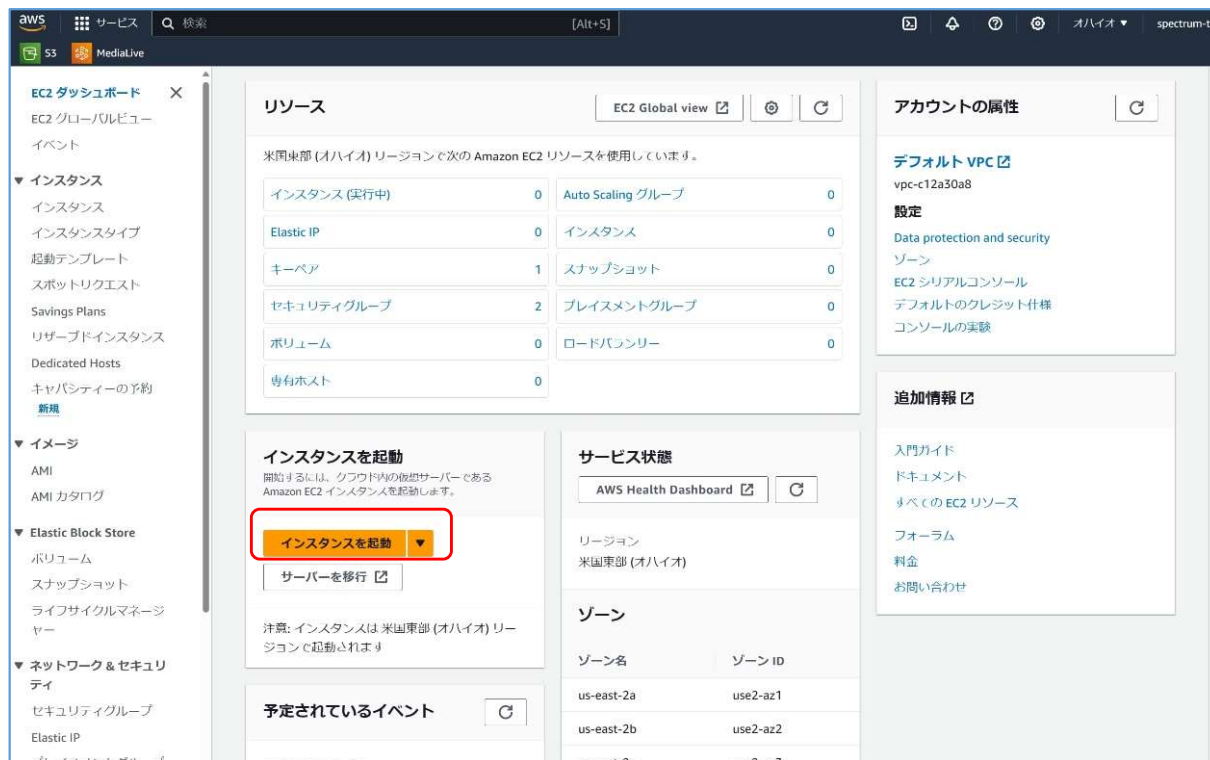 aws
サービス
検索
[Alt+S]
オハイオ ▼
spectrum-t
S3
MediaLive
EC2 ダッシュボード
EC2 グローバルビュー
イベント
▼ インスタンス
インスタンス
インスタンスタイプ
起動テンプレート
スポットリクエスト
Savings Plans
リザーブドインスタンス
Dedicated Hosts
キャパシティーの予約
新規
▼ イメージ
AMI
AMI カタログ
▼ Elastic Block Store
ボリューム
スナップショット
ライフサイクルマネージ
ャー
▼ ネットワーク & セキュリ
ティ
セキュリティグループ
Elastic IP
リソース
EC2 Global view
米国東部 (オハイオ) リージョンで次の Amazon EC2 リソースを使用しています。
インスタンス (実行中) 0
Auto Scaling グループ 0
Elastic IP 0
インスタンス 0
キーペア 1
スナップショット 0
セキュリティグループ 2
プレイスメントグループ 0
ボリューム 0
ロードバランサー 0
専有ホスト 0
インスタンスを起動
開始するには、クラウド内の仮想サーバーである
Amazon EC2 インスタンスを起動します。
インスタンスを起動 ▼
サーバーを移行
注意: インスタンスは 米国東部 (オハイオ) リー
ジョン で起動されます
予定されているイベント
サービス状態
AWS Health Dashboard
リージョン
米国東部 (オハイオ)
ゾーン
ゾーン名
ゾーン ID
us-east-2a
use2-az1
us-east-2b
use2-az2
アカウントの属性
デフォルト VPC
vpc-c12a30a8
設定
Data protection and security
ゾーン
EC2 シリアルコンソール
デフォルトのクレジット仕様
コンソールの実験
追加情報
入門ガイド
ドキュメント
すべての EC2 リソース
フォーラム
料金
お問い合わせ